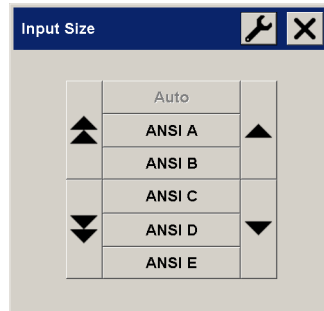 Input Size
Auto
ANSI A
ANSI B
ANSI C
ANSI D
ANSI E